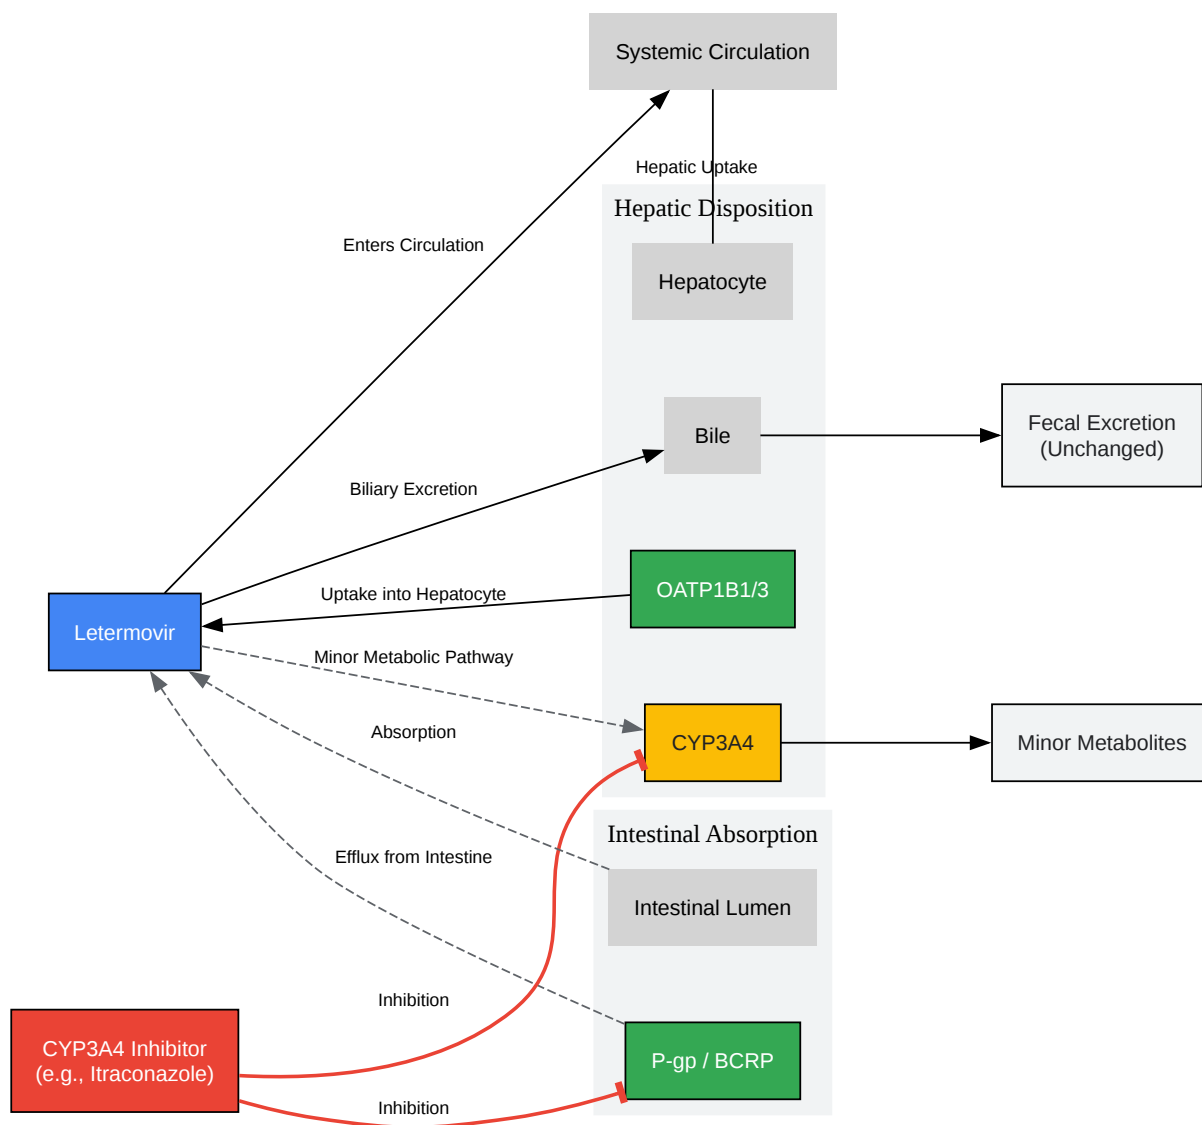 Systemic Circulation
Hepatic Uptake
Hepatic Disposition
Enters Circulation
Hepatocyte
Bile
Fecal Excretion
(Unchanged)
Biliary Excretion
OATP1B1/3
Uptake into Hepatocyte
Letermovir
Minor Metabolic Pathway
Absorption
CYP3A4
Minor Metabolites
Intestinal Absorption
Efflux from Intestine
Intestinal Lumen
Inhibition
CYP3A4 Inhibitor
(e.g., Itraconazole)
P-gp / BCRP
Inhibition